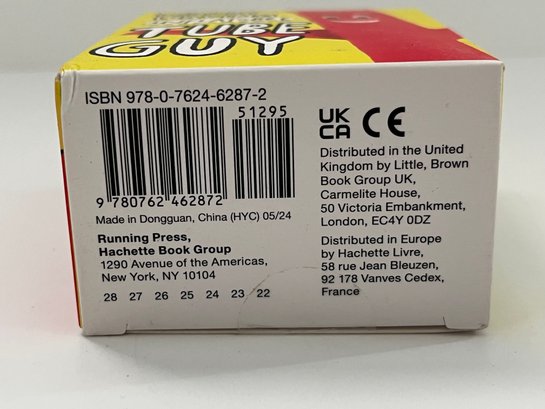 TUBE
GUY
ISBN 978-0-7624-6287-2
51295
9 780762 462872
Made in Dongguan, China (HYC) 05/24
Running Press,
Hachette Book Group
1290 Avenue of the Americas,
New York, NY 10104
28 27 26 25 24 23 22
UK
CA CE
Distributed in the United
Kingdom by Little, Brown
Book Group UK,
Carmelite House,
50 Victoria Embankment,
London, EC4Y 0DZ
Distributed in Europe
by Hachette Livre,
58 rue Jean Bleuzen,
92 178 Vanves Cedex,
France